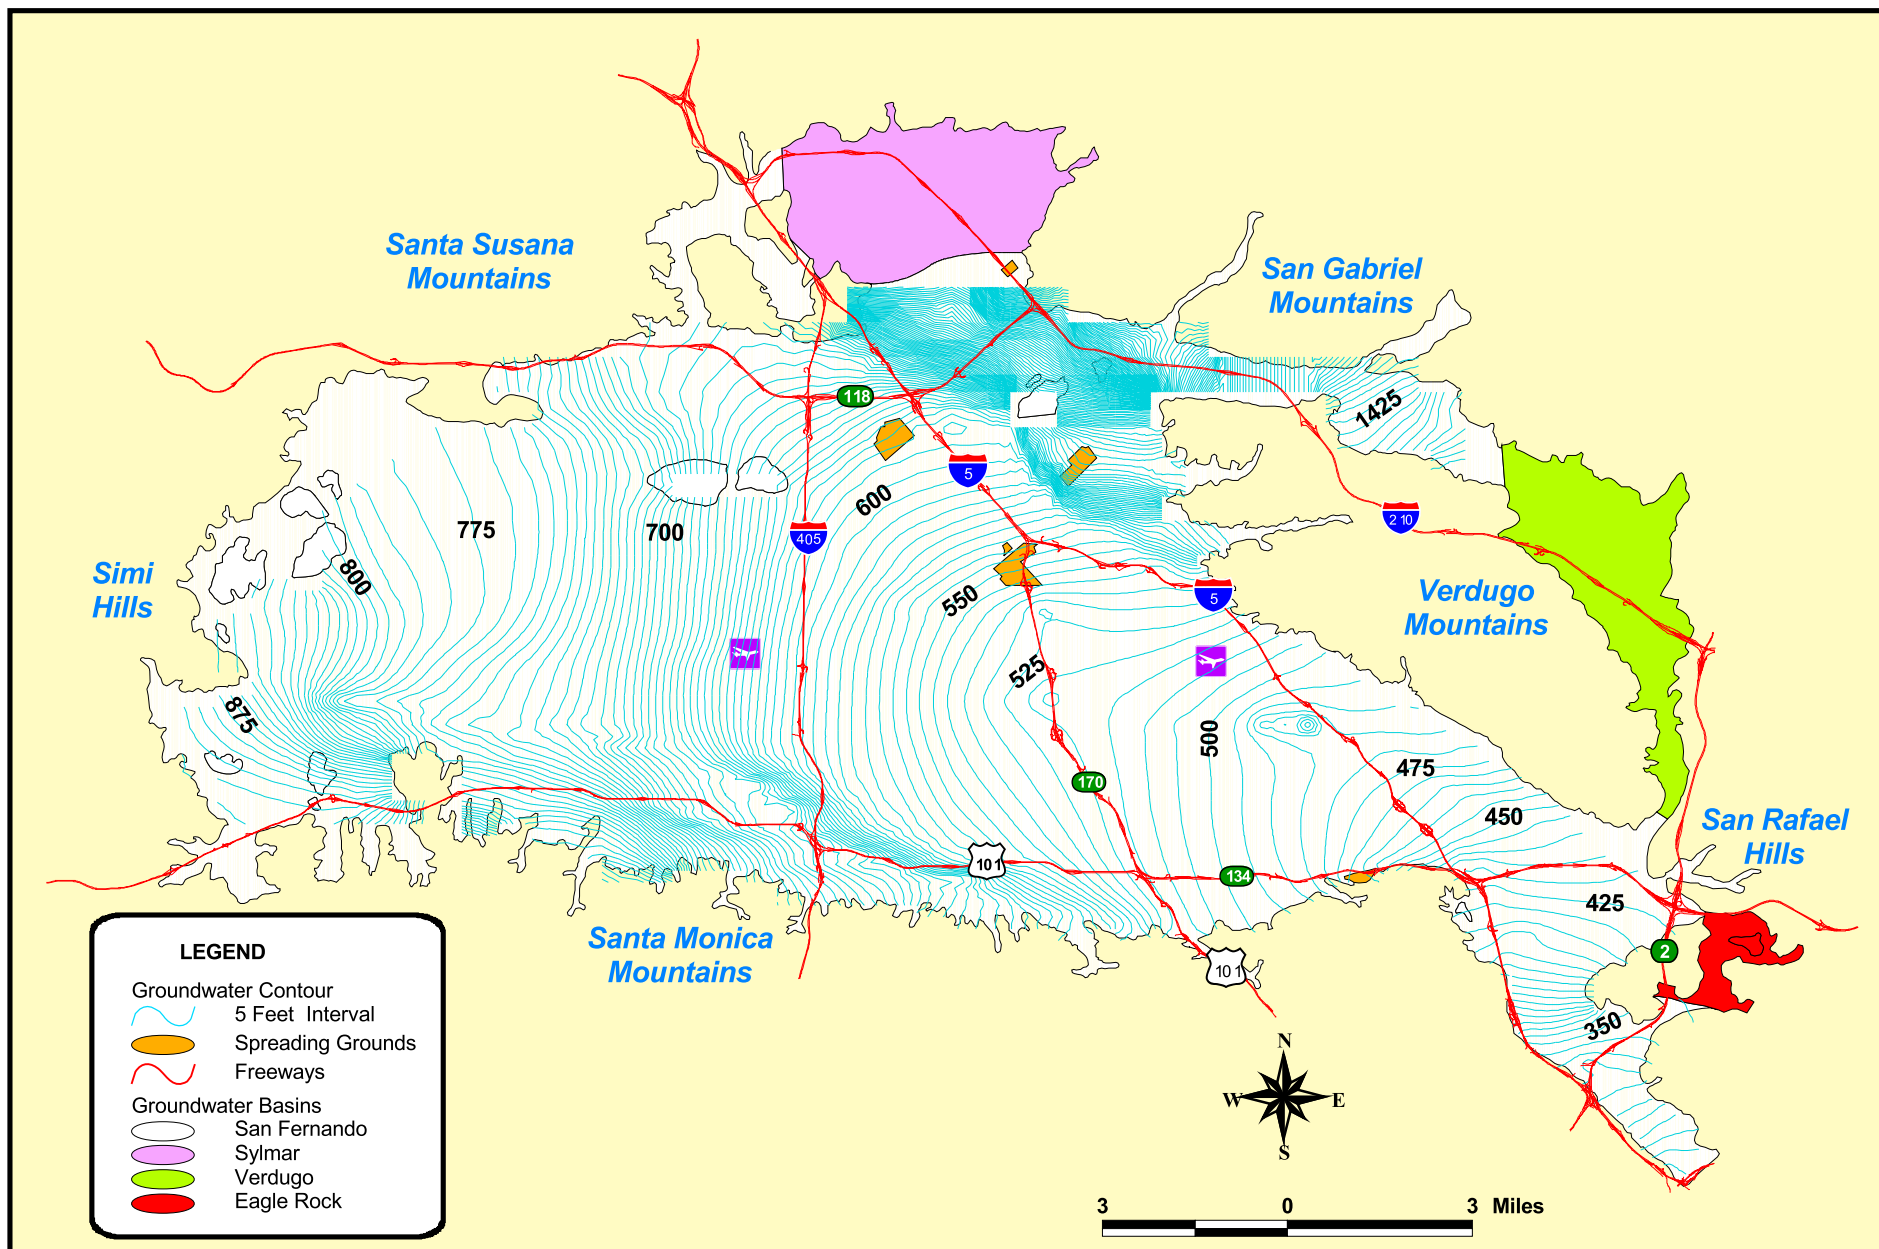 Santa Susana
Mountains
San Gabriel
Mountains
118
1425
5
600
775
700
405
2 10
800
Simi
Hills
550
5
Verdugo
Mountains
525
875
500
475
170
450
San Rafael
Hills
10 1
134
425
Santa Monica
Mountains
2
10 1
350
LEGEND
Groundwater Contour
5 Feet Interval
Spreading Grounds
Freeways
Groundwater Basins
San Fernando
Sylmar
Verdugo
Eagle Rock
N
W E
S
3 0 3 Miles